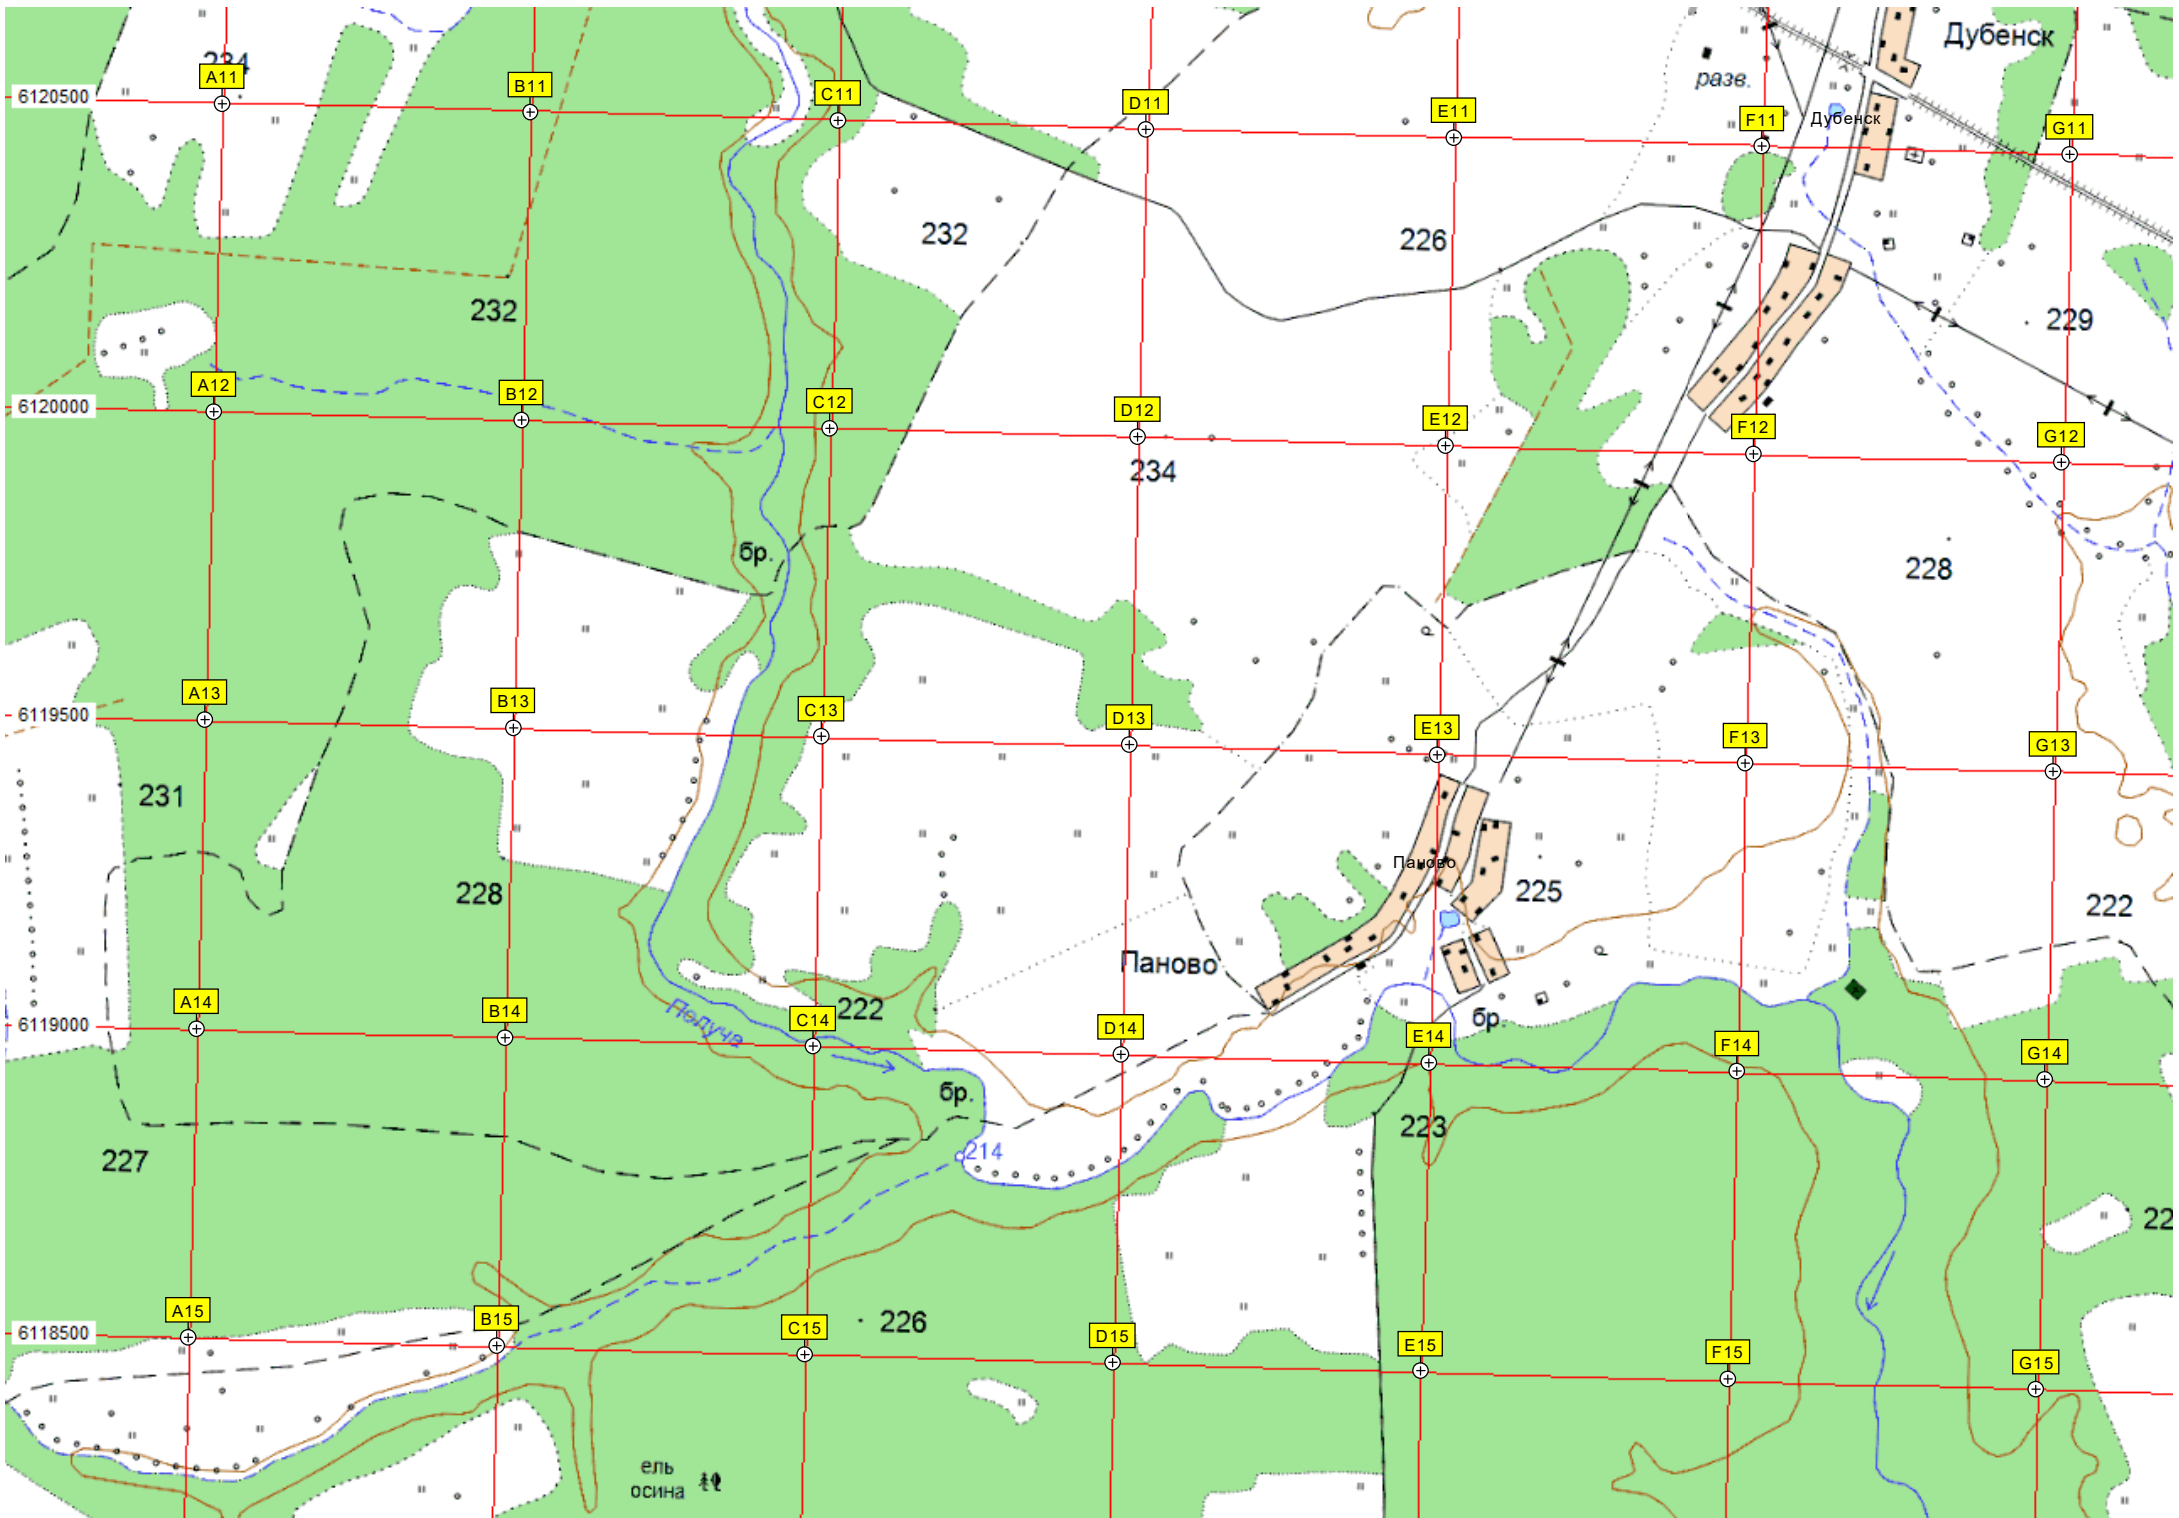 Дубенск
234
A11
B11
C11
D11
E11
F11
G11
6120500
разв.
Дубенск
232
226
232
229
A12
B12
C12
D12
E12
F12
G12
6120000
234
бр.
228
A13
B13
C13
D13
E13
F13
G13
6119500
231
Паново
228
225
222
Паново
A14
B14
C14
D14
E14
F14
G14
6119000
Получа
222
бр.
бр.
223
227
214
22
A15
B15
C15
D15
E15
F15
G15
6118500
226
ель
осина